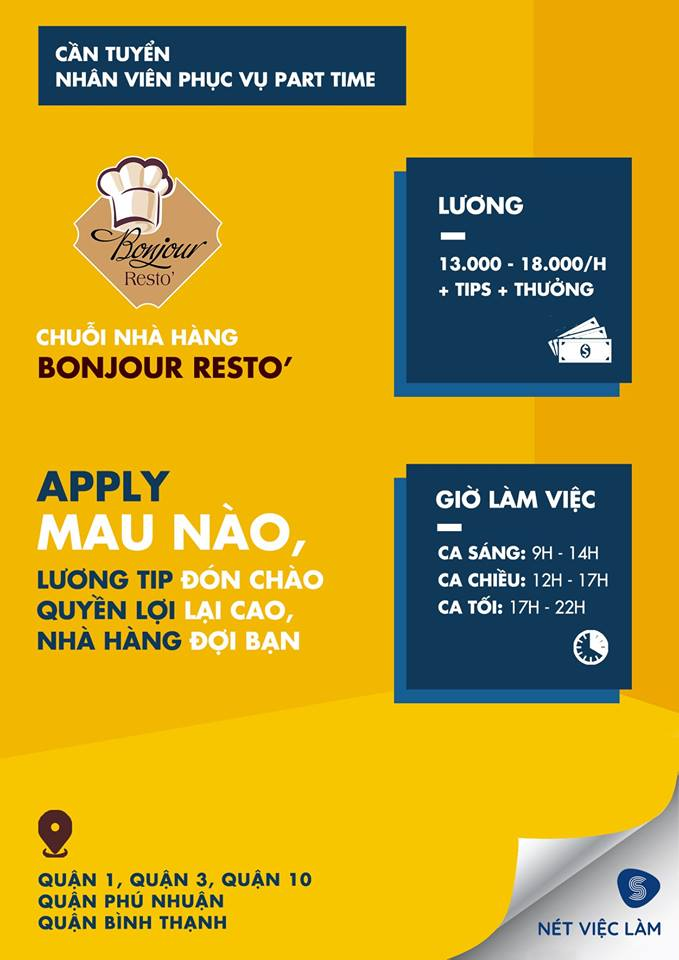 CẦN TUYỂN
NHÂN VIÊN PHỤC VỤ PART TIME
Bonjour
Resto'
CHUỖI NHÀ HÀNG
BONJOUR RESTO’
LƯƠNG
13.000 - 18.000/H
+ TIPS + THƯỞNG
$
APPLY
MAU NÀO,
LƯƠNG TIP ĐÓN CHÀO
QUYỀN LỢI LẠI CAO,
NHÀ HÀNG ĐỢI BẠN
GIỜ LÀM VIỆC
CA SÁNG: 9H - 14H
CA CHIỀU: 12H - 17H
CA TỐI: 17H - 22H
QUẬN 1, QUẬN 3, QUẬN 10
QUẬN PHÚ NHUẬN
QUẬN BÌNH THẠNH
S
NÉT VIỆC LÀM